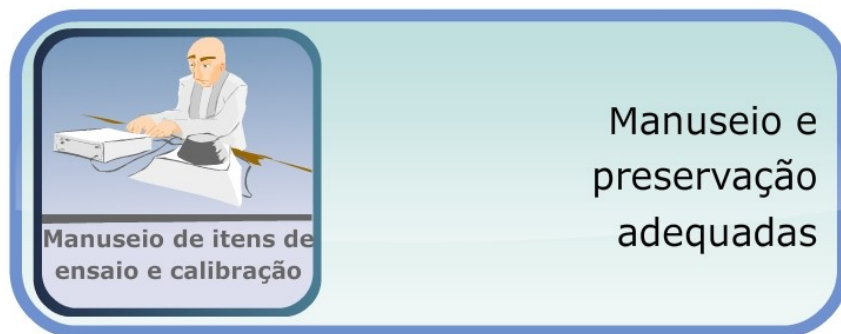 Manuseio de itens de
ensaio e calibração
Manuseio e
preservação
adequadas